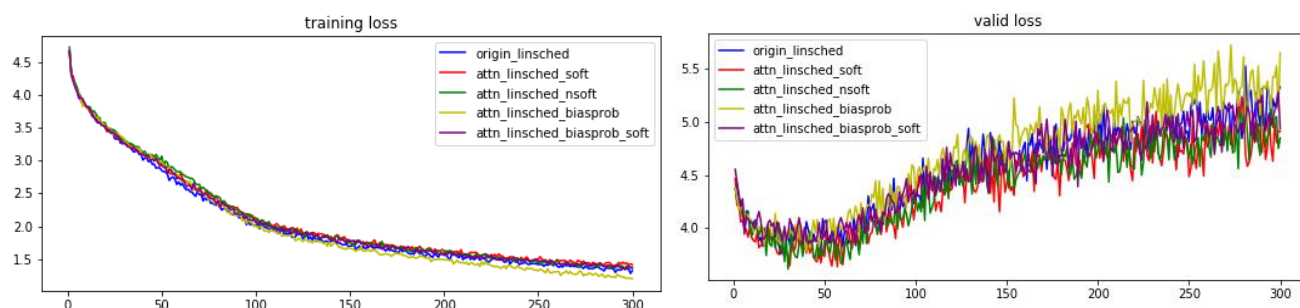 training loss
origin_linsched
attn_linsched_soft
attn_linsched_nsoft
attn_linsched_biasprob
attn_linsched_biasprob_soft
4.5
4.0
3.5
3.0
2.5
2.0
1.5
0 50 100 150 200 250 300
valid loss
origin_linsched
attn_linsched_soft
attn_linsched_nsoft
attn_linsched_biasprob
attn_linsched_biasprob_soft
5.5
5.0
4.5
4.0
0 50 100 150 200 250 300